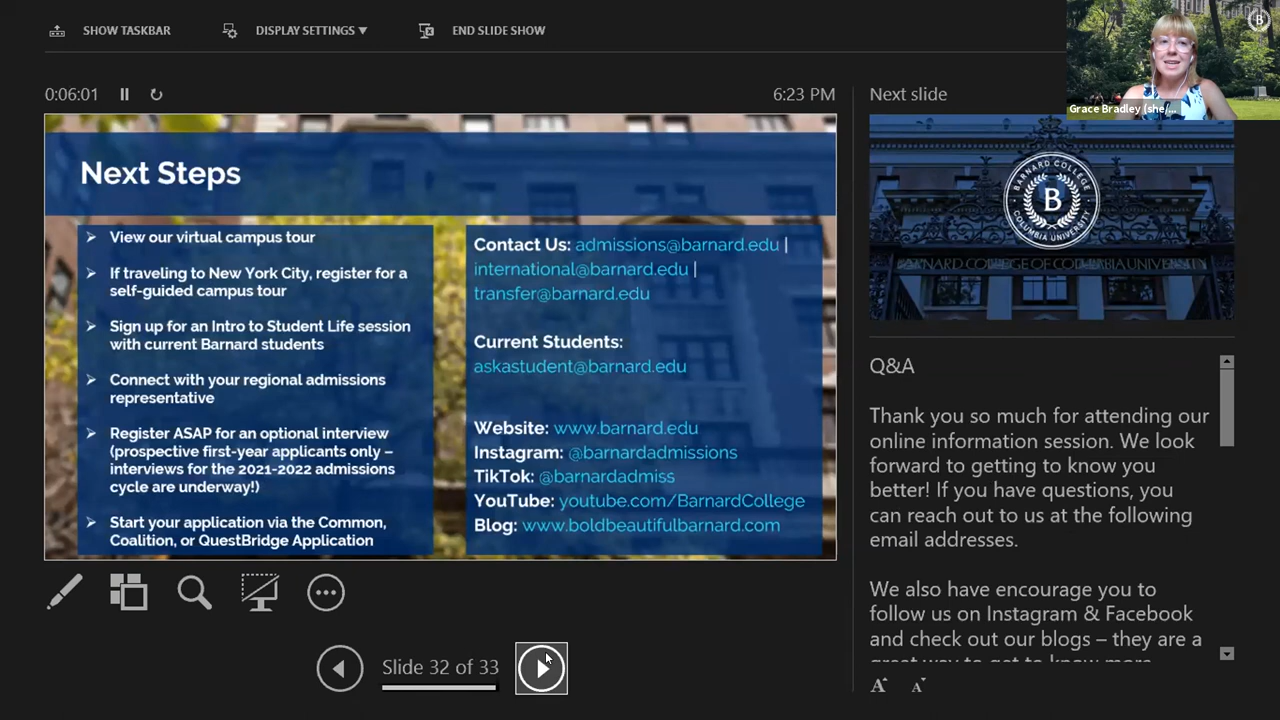 SHOW TASKBAR
DISPLAY SETTINGS ▼
END SLIDE SHOW
B
Grace Bradley (she/...
0:06:01
6:23 PM
Next slide
Next Steps
➢ View our virtual campus tour
➢ If traveling to New York City, register for a
self-guided campus tour
➢ Sign up for an Intro to Student Life session
with current Barnard students
➢ Connect with your regional admissions
representative
➢ Register ASAP for an optional interview
(prospective first-year applicants only –
interviews for the 2021-2022 admissions
cycle are underway!)
➢ Start your application via the Common,
Coalition, or QuestBridge Application
Contact Us: admissions@barnard.edu |
international@barnard.edu |
transfer@barnard.edu
Current Students:
askastudent@barnard.edu
Website: www.barnard.edu
Instagram: @barnardadmissions
TikTok: @barnardadmiss
YouTube: youtube.com/BarnardCollege
Blog: www.boldbeautifulbarnard.com
BARNARD COLLEGE
B
COLUMBIA UNIVERSITY
BARNARD COLLEGE OF COLUMBIA UNIVERSITY
Q&A
Thank you so much for attending our
online information session. We look
forward to getting to know you
better! If you have questions, you
can reach out to us at the following
email addresses.
We also have encourage you to
follow us on Instagram & Facebook
and check out our blogs – they are a
great way to get to know more
Slide 32 of 33
A A